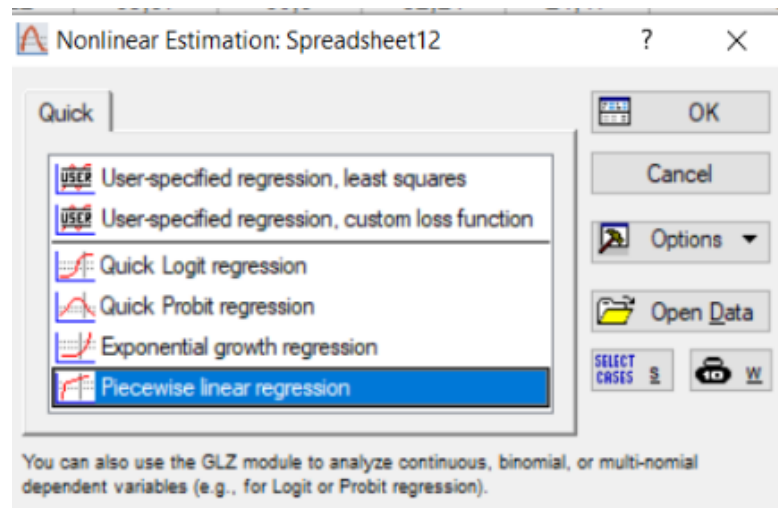 Nonlinear Estimation: Spreadsheet12 ? ×
Quick
OK
User-specified regression, least squares
Cancel
User-specified regression, custom loss function
Options
Quick Logit regression
Quick Probit regression
Open Data
Exponential growth regression
SELECT CASES S W
Piecewise linear regression
You can also use the GLZ module to analyze continuous, binomial, or multi-nomial
dependent variables (e.g., for Logit or Probit regression).